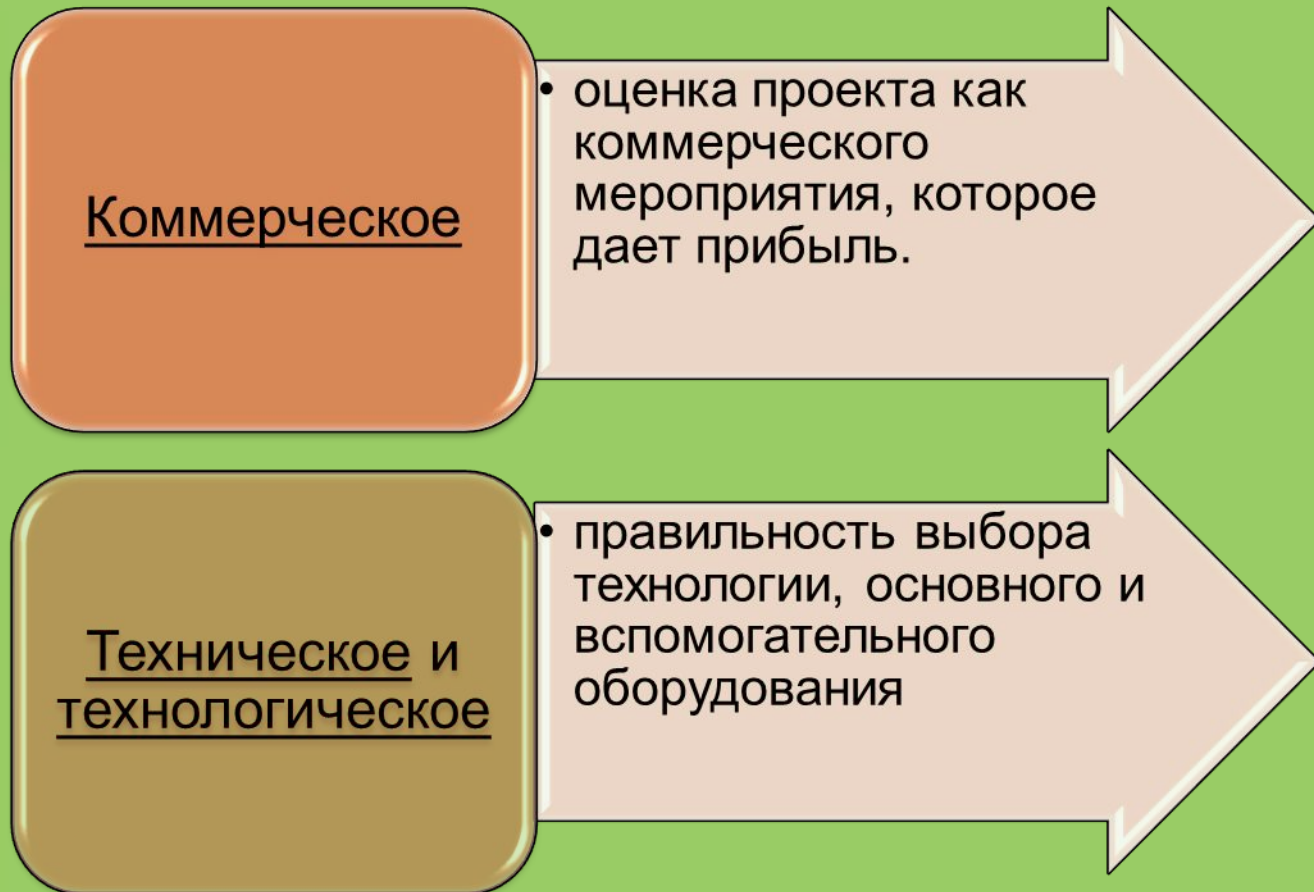 Коммерческое
• оценка проекта как
коммерческого
мероприятия, которое
дает прибыль.
Техническое и
технологическое
• правильность выбора
технологии, основного и
вспомогательного
оборудования